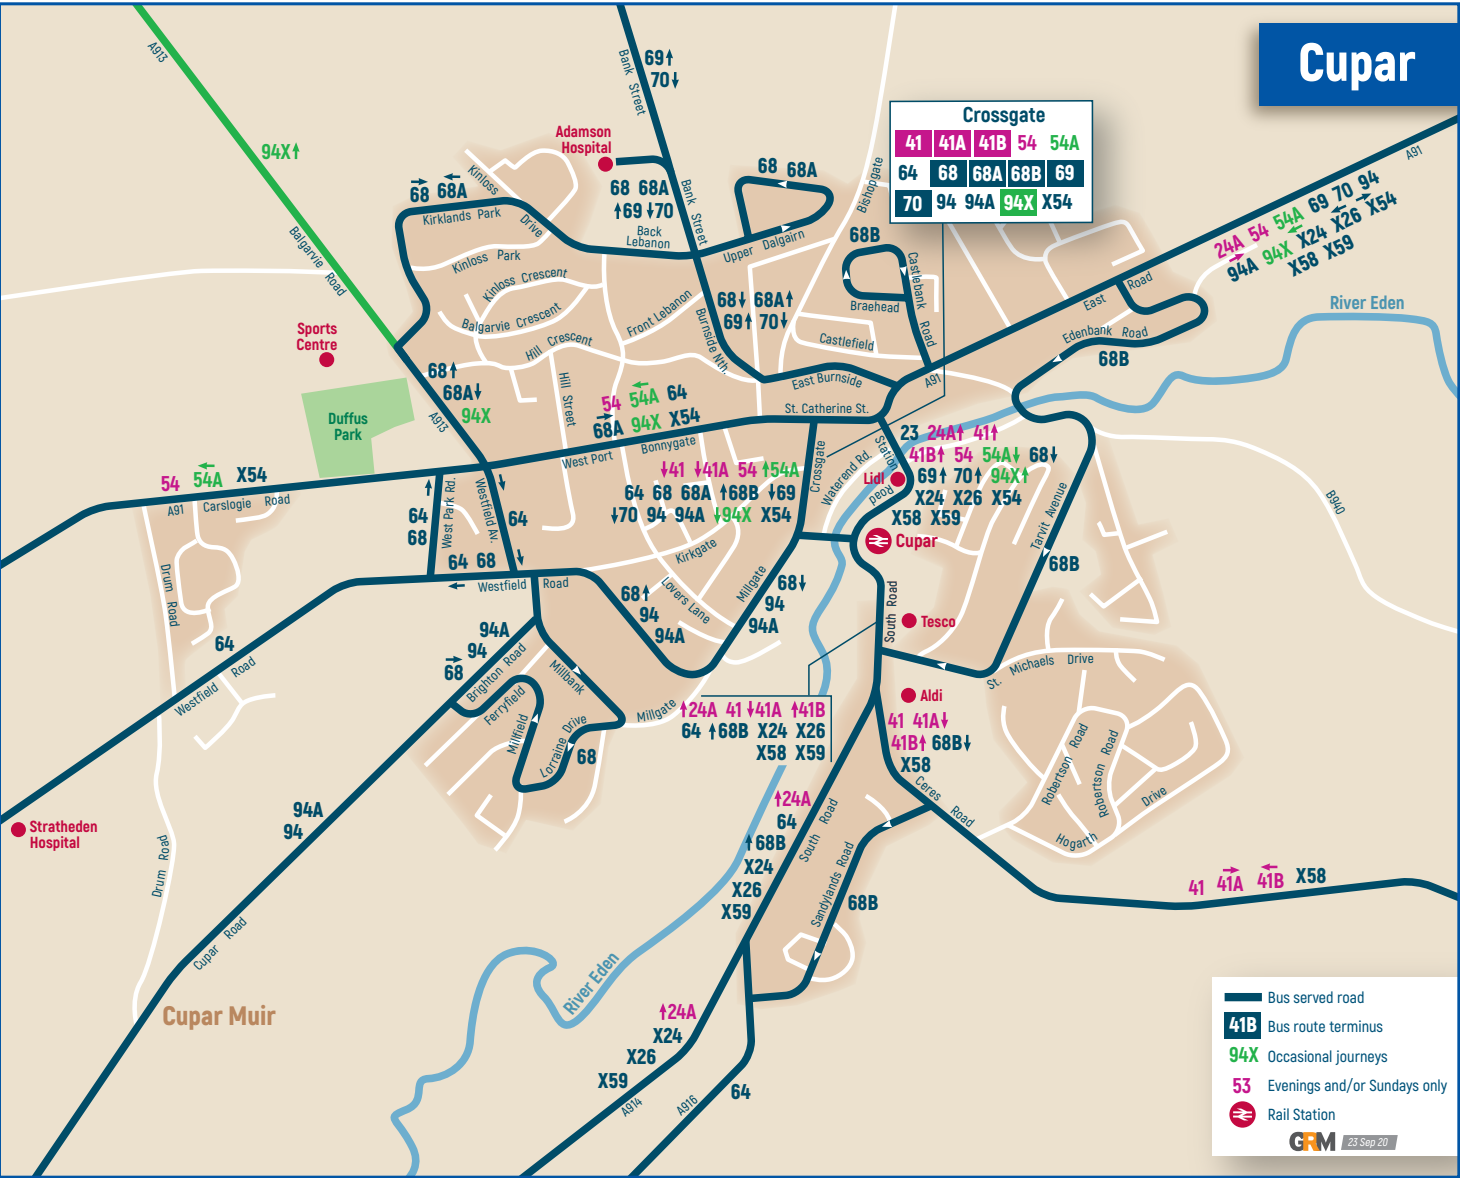 Cupar
A913
94X↑
Balgarvie Road
Bank Street
69↑
70↓
Adamson
Hospital
68 68A
↑69 ↓70
Back
Lebanon
Bank Street
68 68A
Upper Dalgairn
Bishopgate
Crossgate
41 41A 41B 54 54A
64 68 68A 68B 69
70 94 94A 94X X54
A91
24A 54 54A 69 70 94
94A 94X X24 X26 X54
X58 X59
River Eden
East Road
Edenbank Road
68B
68B
Castlebank Road
Braehead
Castlefield
68 68A
Kirklands Park
Kinloss Drive
Kinloss Park
Kinloss Crescent
Balgarvie Crescent
Hill Crescent
Front Lebanon
Burnside Nth.
68↓ 68A↑
69↑ 70↓
East Burnside
A91
Sports
Centre
Duffus
Park
68↑
68A↓
94X
A913
Hill Street
54 54A 64
68A 94X X54
West Port
Bonnygate
St. Catherine St.
54 54A X54
A91 Carslogie Road
↓41 ↓41A 54 ↑54A
64 68 68A ↑68B ↓69
↓70 94 94A ↓94X X54
Crossgate
Waterend Rd.
Station Road
Lidl
23 24A↑ 41↑
41B↑ 54 54A↓ 68↓
69↑ 70↑ 94X↑
X24 X26 X54
X58 X59
Cupar
B940
Tarvit Avenue
68B
64
68
West Park Rd.
Westfield Av.
64
64 68
Westfield Road
Kirkgate
Lovers Lane
Millgate
68↓
94
94A
68↑
94
94A
Drum Road
64
Westfield Road
94A
94
68
Brighton Road
Ferryfield
Millbank
Millfield
Lorraine Drive
68
Millgate
South Road
Tesco
St. Michaels Drive
Aldi
↑24A 41 ↓41A ↑41B
64 ↑68B X24 X26
X58 X59
41 41A↓
41B↑ 68B↓
X58
Ceres Road
Robertson Road
Robertson Road
Hogarth Drive
Stratheden
Hospital
Drum Road
94A
94
Cupar Road
Cupar Muir
↑24A
64
↑68B
X24
X26
X59
South Road
Sandylands Road
68B
41 41A 41B X58
River Eden
↑24A
X24
X26
X59
A914
A916
64
Bus served road
41B Bus route terminus
94X Occasional journeys
53 Evenings and/or Sundays only
Rail Station
GRM 23 Sep 20